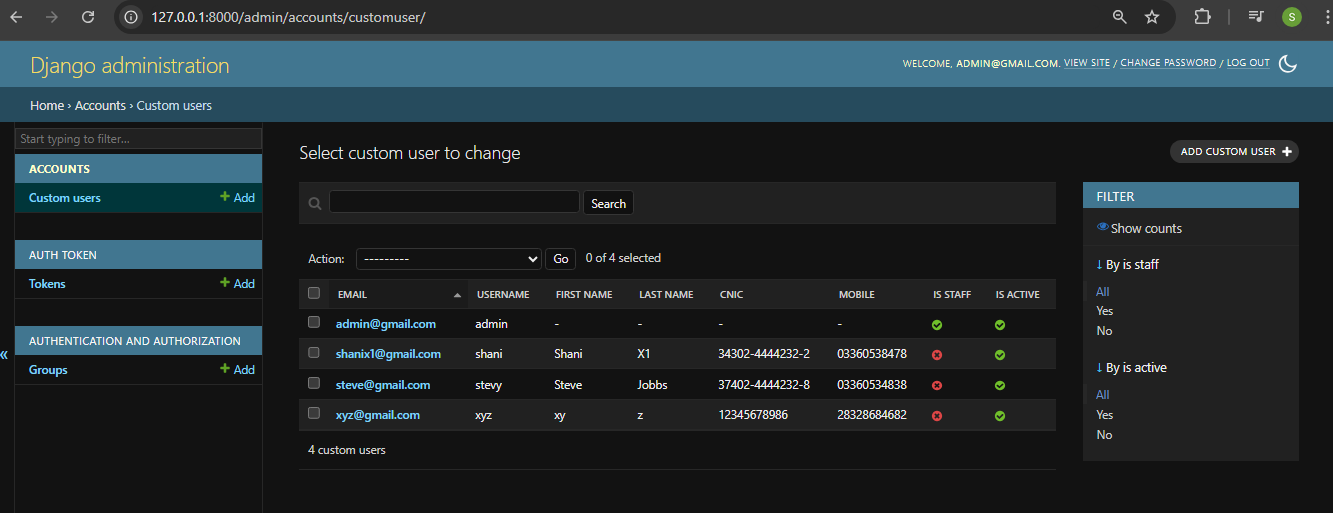 127.0.0.1:8000/admin/accounts/customuser/
S
Django administration
WELCOME, ADMIN@GMAIL.COM. VIEW SITE / CHANGE PASSWORD / LOG OUT
Home › Accounts › Custom users
Start typing to filter...
ACCOUNTS
Custom users + Add
AUTH TOKEN
Tokens + Add
AUTHENTICATION AND AUTHORIZATION
Groups + Add
«
Select custom user to change
ADD CUSTOM USER +
Search
Action: --------- Go 0 of 4 selected
EMAIL USERNAME FIRST NAME LAST NAME CNIC MOBILE IS STAFF IS ACTIVE
admin@gmail.com admin - - - -
shanix1@gmail.com shani Shani X1 34302-4444232-2 03360538478
steve@gmail.com stevy Steve Jobbs 37402-4444232-8 03360534838
xyz@gmail.com xyz xy z 12345678986 28328684682
4 custom users
FILTER
Show counts
↓ By is staff
All
Yes
No
↓ By is active
All
Yes
No